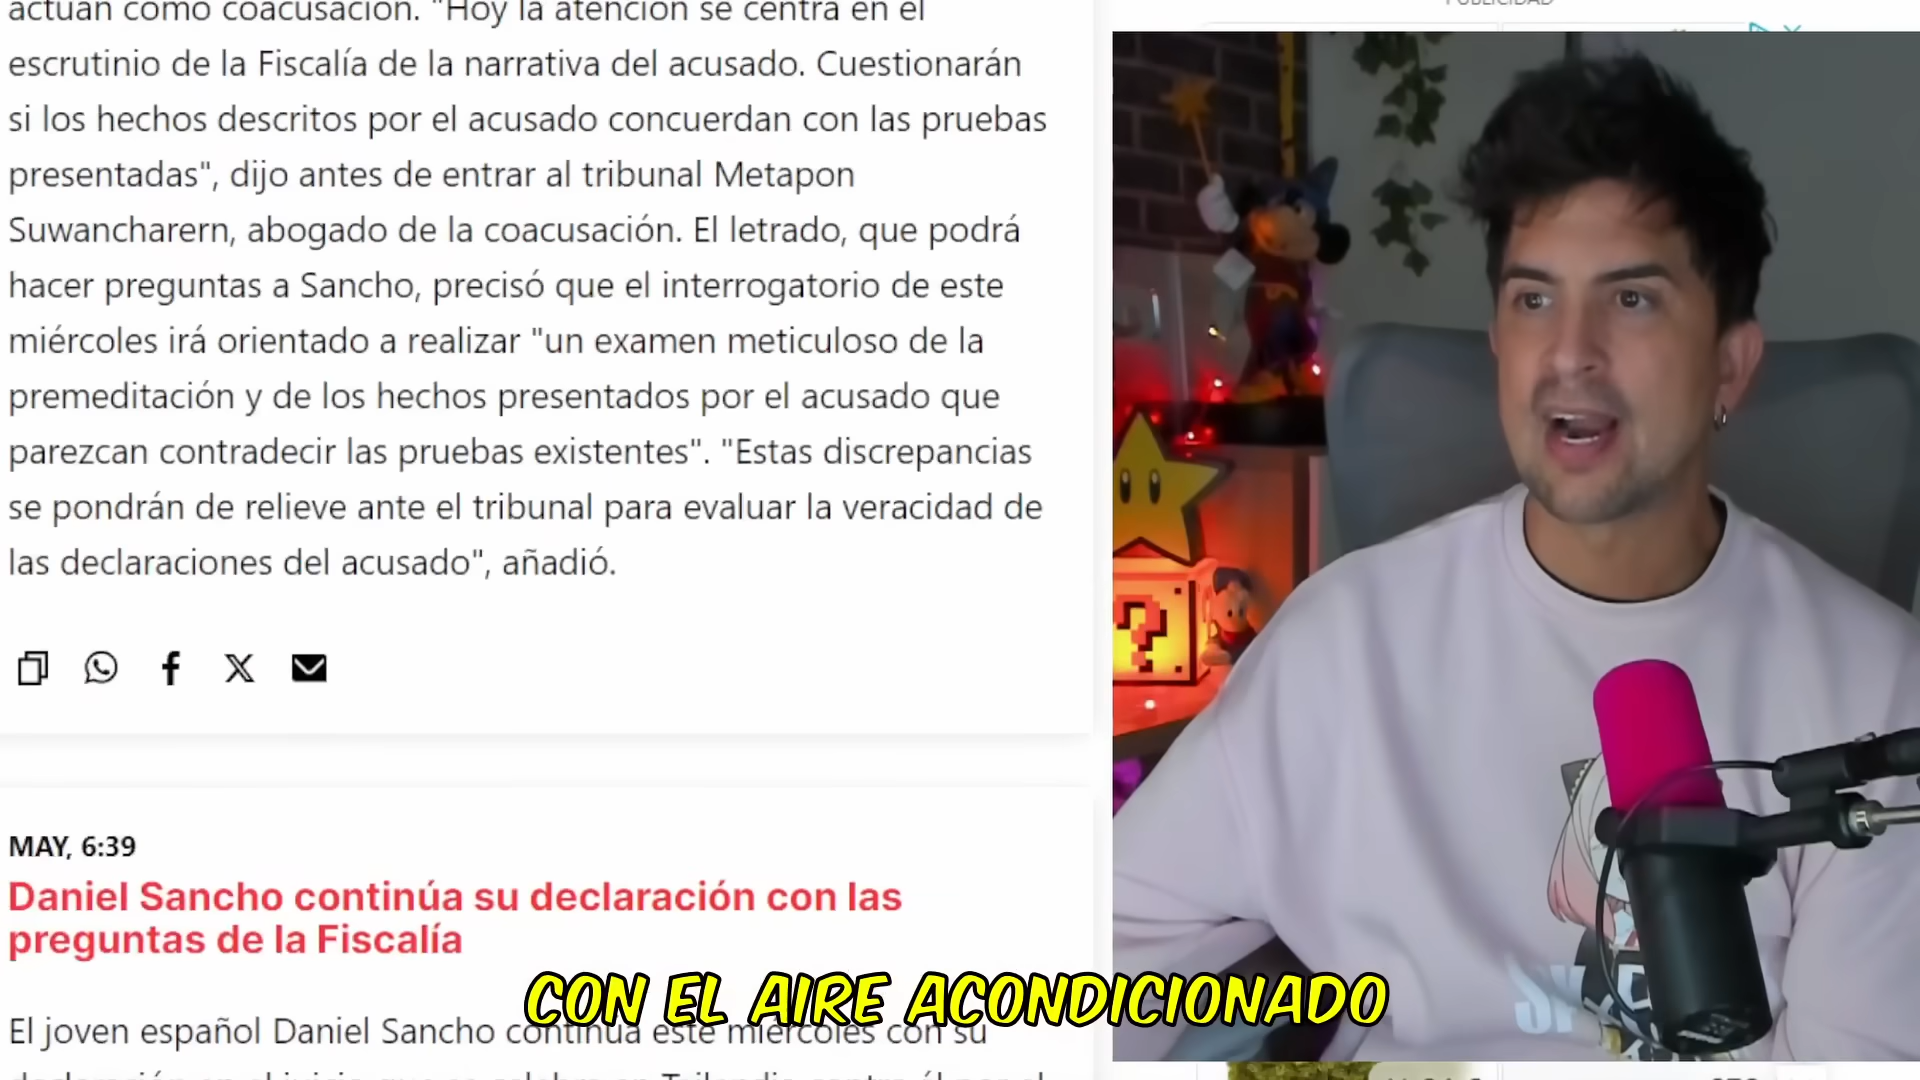 actúan como coacusación. "Hoy la atención se centra en el
escrutinio de la Fiscalía de la narrativa del acusado. Cuestionarán
si los hechos descritos por el acusado concuerdan con las pruebas
presentadas", dijo antes de entrar al tribunal Metapon
Suwancharern, abogado de la coacusación. El letrado, que podrá
hacer preguntas a Sancho, precisó que el interrogatorio de este
miércoles irá orientado a realizar "un examen meticuloso de la
premeditación y de los hechos presentados por el acusado que
parezcan contradecir las pruebas existentes". "Estas discrepancias
se pondrán de relieve ante el tribunal para evaluar la veracidad de
las declaraciones del acusado", añadió.
MAY, 6:39
Daniel Sancho continúa su declaración con las
preguntas de la Fiscalía
El joven español Daniel Sancho continúa este miércoles con su
CON EL AIRE ACONDICIONADO
PUBLICIDAD
?